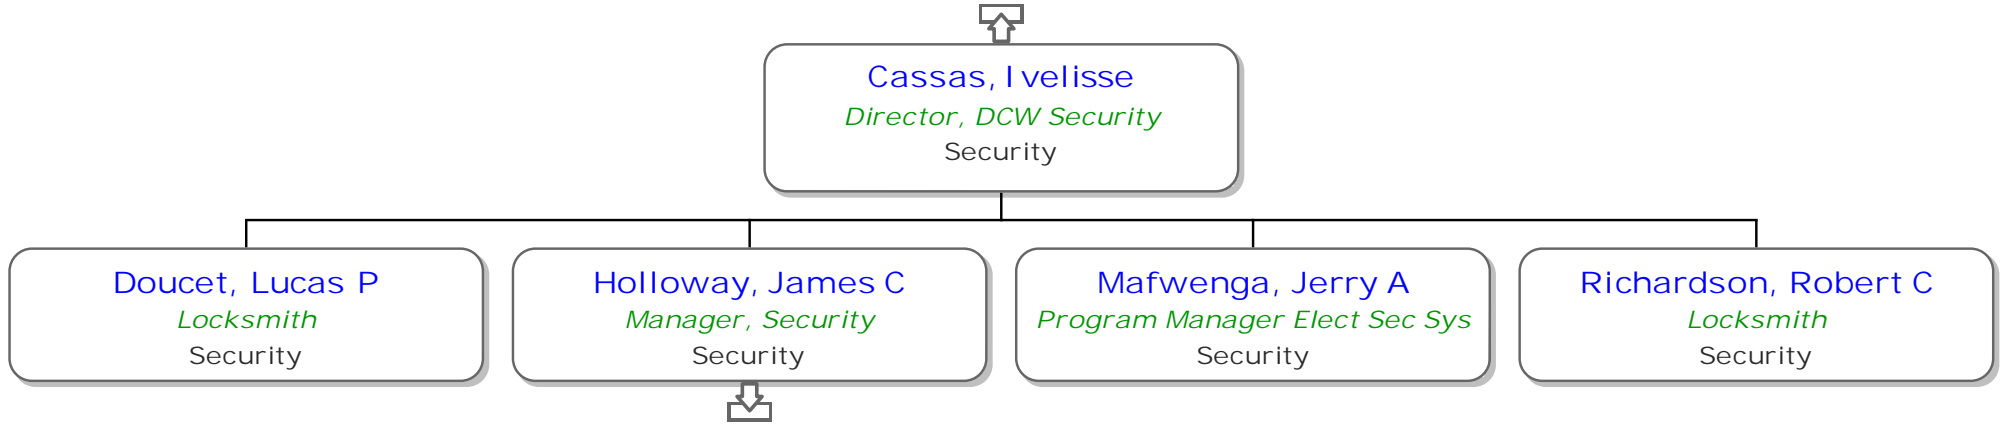 Cassas, Ivelisse
Director, DCW Security
Security
Doucet, Lucas P
Locksmith
Security
Holloway, James C
Manager, Security
Security
Mafwenga, Jerry A
Program Manager Elect Sec Sys
Security
Richardson, Robert C
Locksmith
Security